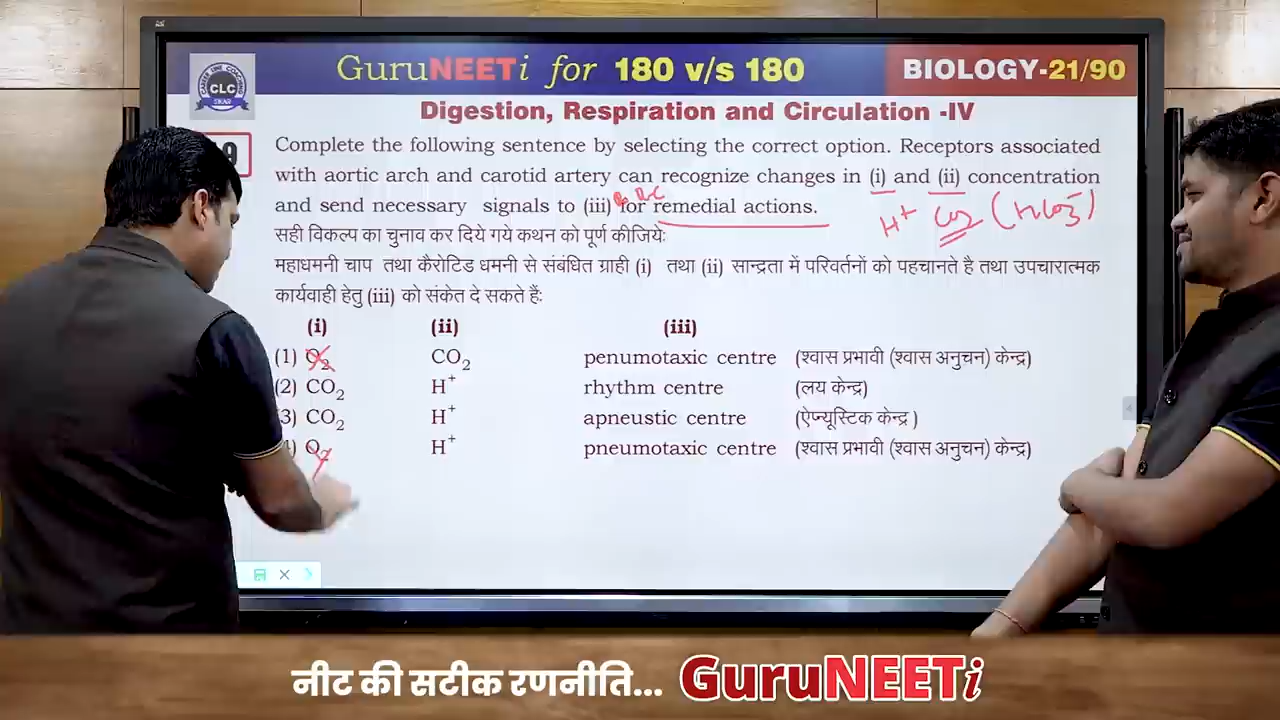 GuruNEETi for 180 v/s 180
BIOLOGY-21/90
CLC
SIKAR
Digestion, Respiration and Circulation -IV
9
Complete the following sentence by selecting the correct option. Receptors associated
with aortic arch and carotid artery can recognize changes in (i) and (ii) concentration
and send necessary signals to (iii) for remedial actions.
H⁺ CO₂ (HCO₃⁻)
सही विकल्प का चुनाव कर दिये गये कथन को पूर्ण कीजियेः
महाधमनी चाप तथा कैरोटिड धमनी से संबंधित ग्राही (i) तथा (ii) सान्द्रता में परिवर्तनों को पहचानते है तथा उपचारात्मक
कार्यवाही हेतु (iii) को संकेत दे सकते हैंः
(i) (ii) (iii)
(1) O₂ CO₂ penumotaxic centre (श्वास प्रभावी (श्वास अनुचन) केन्द्र)
(2) CO₂ H⁺ rhythm centre (लय केन्द्र)
3) CO₂ H⁺ apneustic centre (ऐप्न्यूस्टिक केन्द्र )
) O₂ H⁺ pneumotaxic centre (श्वास प्रभावी (श्वास अनुचन) केन्द्र)
नीट की सटीक रणनीति... GuruNEETi